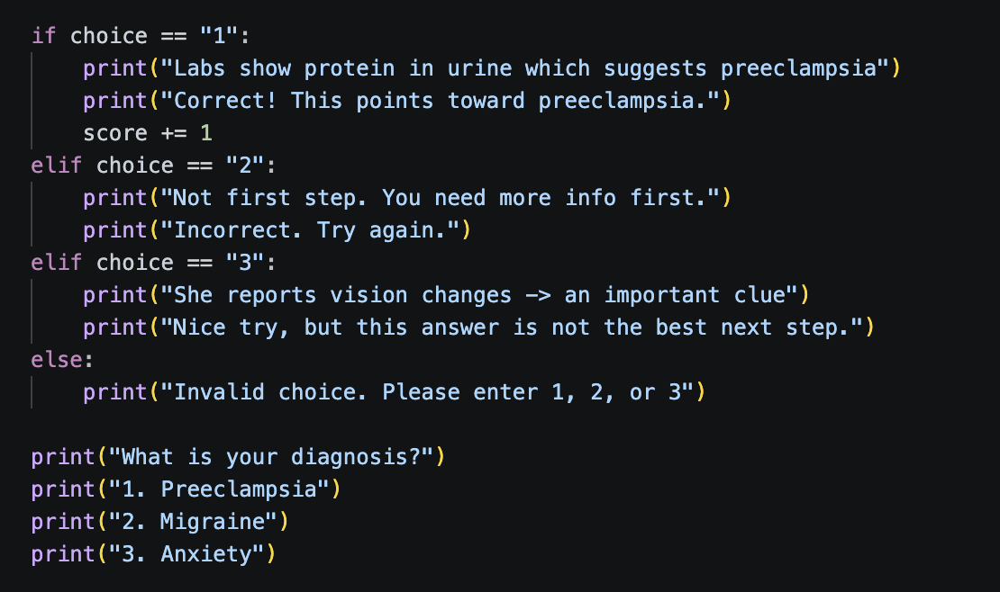 if choice == "1":
    print("Labs show protein in urine which suggests preeclampsia")
    print("Correct! This points toward preeclampsia.")
    score += 1
elif choice == "2":
    print("Not first step. You need more info first.")
    print("Incorrect. Try again.")
elif choice == "3":
    print("She reports vision changes -> an important clue")
    print("Nice try, but this answer is not the best next step.")
else:
    print("Invalid choice. Please enter 1, 2, or 3")

print("What is your diagnosis?")
print("1. Preeclampsia")
print("2. Migraine")
print("3. Anxiety")